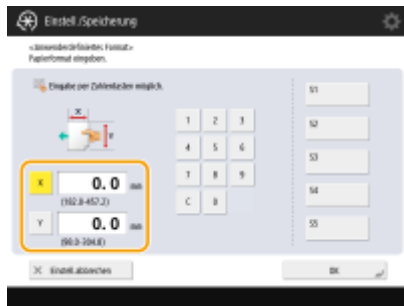 Einstell./Speicherung
<Anwenderdefiniertes Format>
Papierformat eingeben.
Eingabe per Zahlentasten möglich.
X
Y
1 2 3
4 5 6
7 8 9
C 0
S1
S2
S3
S4
S5
X 0. 0 mm
(182.0-457.2)
Y 0. 0 mm
(98.0-304.8)
Einstell. abbrechen
OK